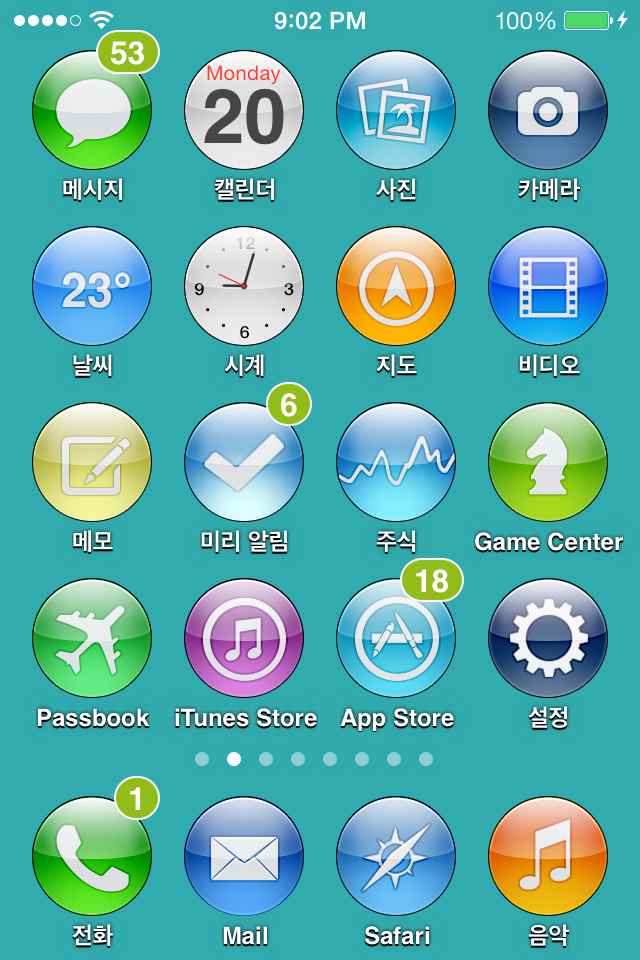 9:02 PM 100%
53
Monday
20
메시지 캘린더 사진 카메라
23°
12
9 3
6
날씨 시계 지도 비디오
6
메모 미리 알림 주식 Game Center
18
Passbook iTunes Store App Store 설정
1
전화 Mail Safari 음악